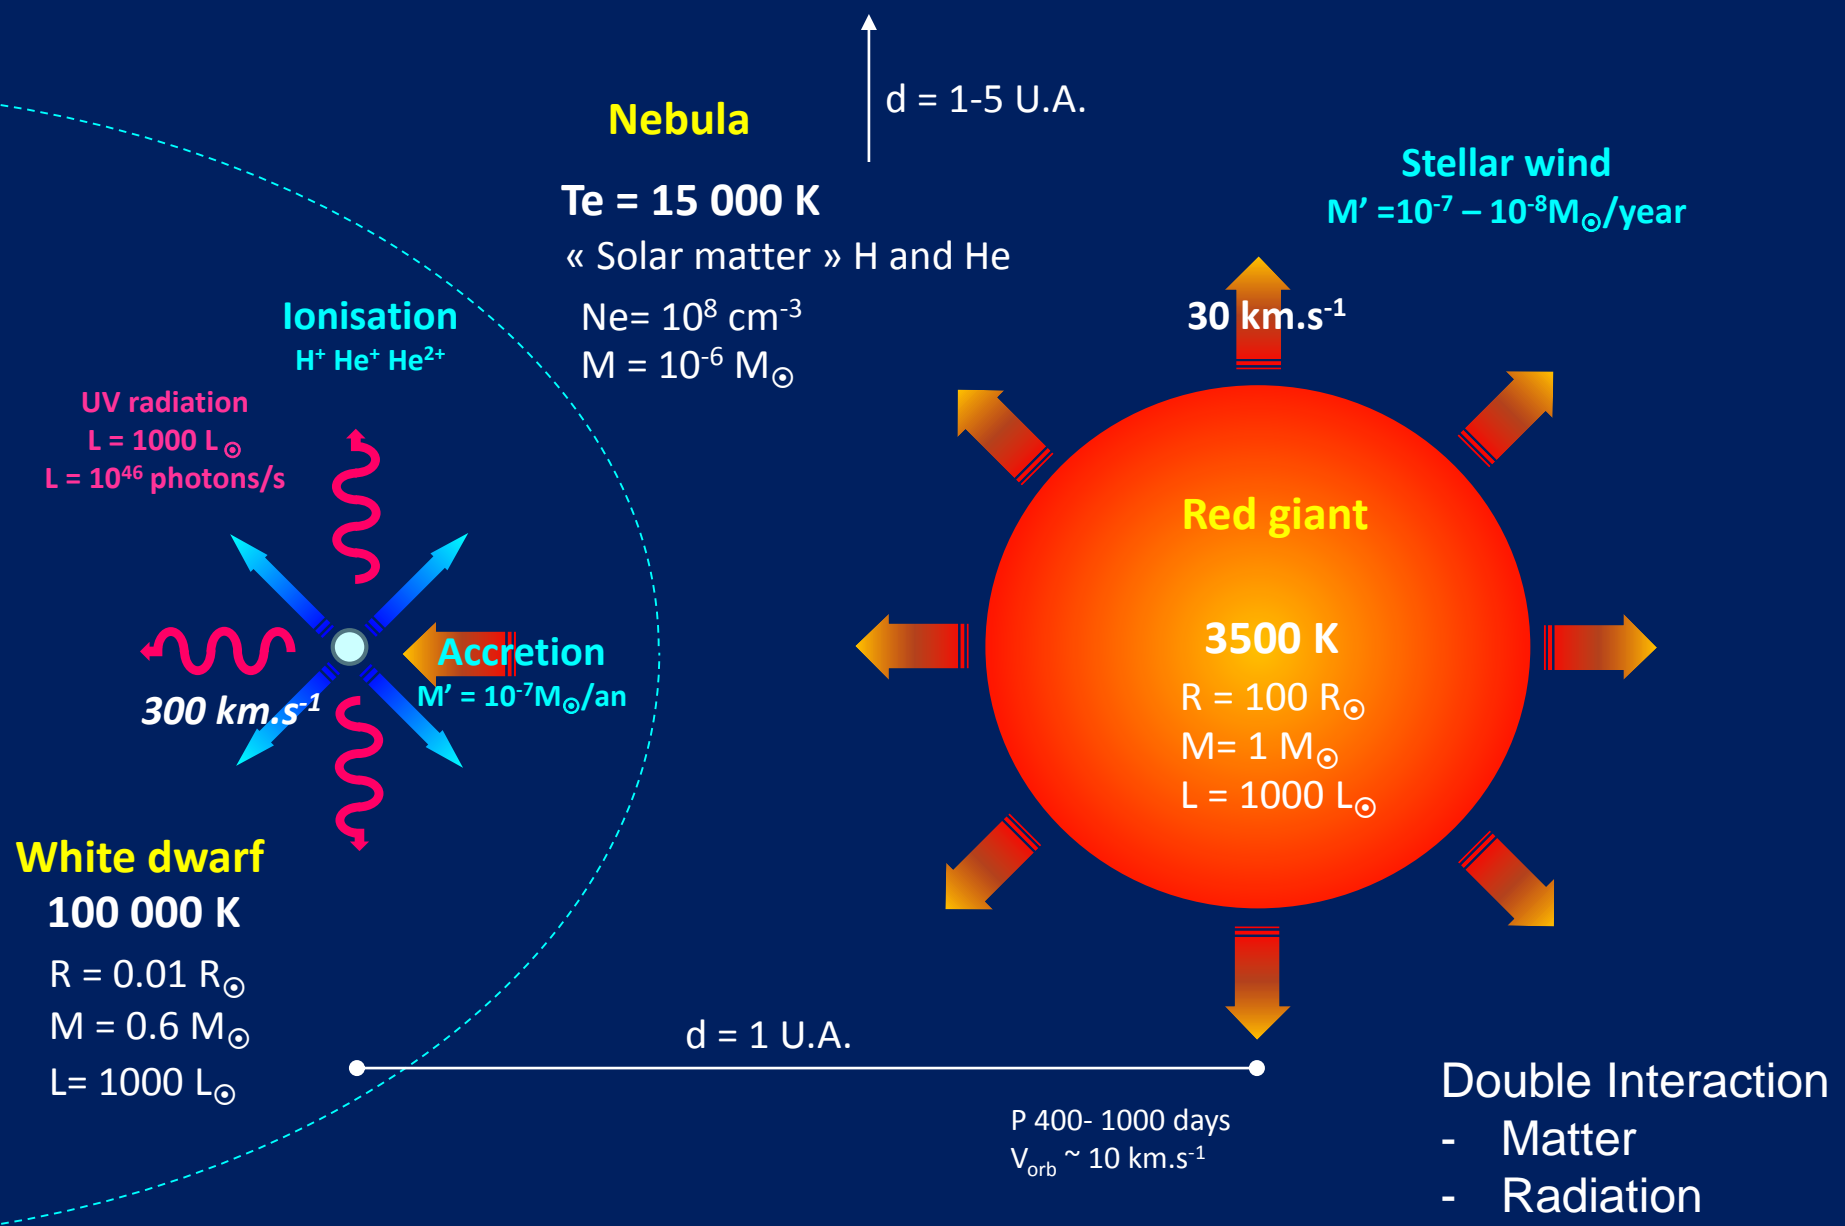 d = 1-5 U.A.
Nebula
Te = 15 000 K
« Solar matter » H and He
Ne= 10⁸ cm⁻³
M = 10⁻⁶ M☉
Stellar wind
M’ =10⁻⁷ – 10⁻⁸M☉/year
30 km.s⁻¹
Ionisation
H⁺ He⁺ He²⁺
UV radiation
L = 1000 L☉
L = 10⁴⁶ photons/s
Accretion
M’ = 10⁻⁷M☉/an
300 km.s⁻¹
Red giant
3500 K
R = 100 R☉
M= 1 M☉
L = 1000 L☉
White dwarf
100 000 K
R = 0.01 R☉
M = 0.6 M☉
L= 1000 L☉
d = 1 U.A.
P 400- 1000 days
Vorb ~ 10 km.s⁻¹
Double Interaction
- Matter
- Radiation